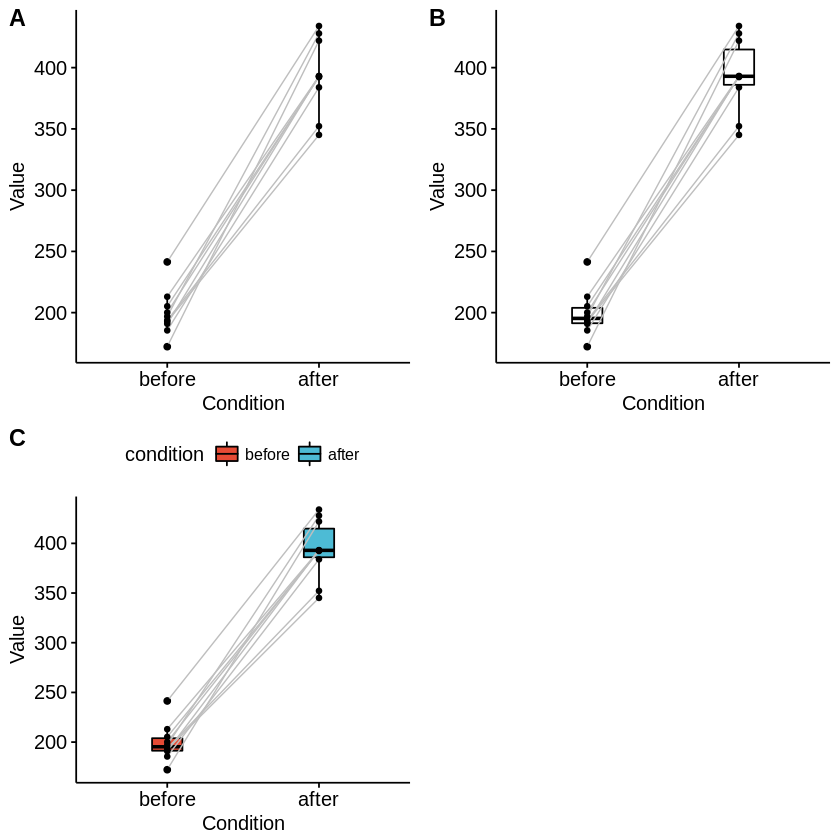 A
Value
400
350
300
250
200
before after
Condition
B
Value
400
350
300
250
200
before after
Condition
C
condition before after
Value
400
350
300
250
200
before after
Condition